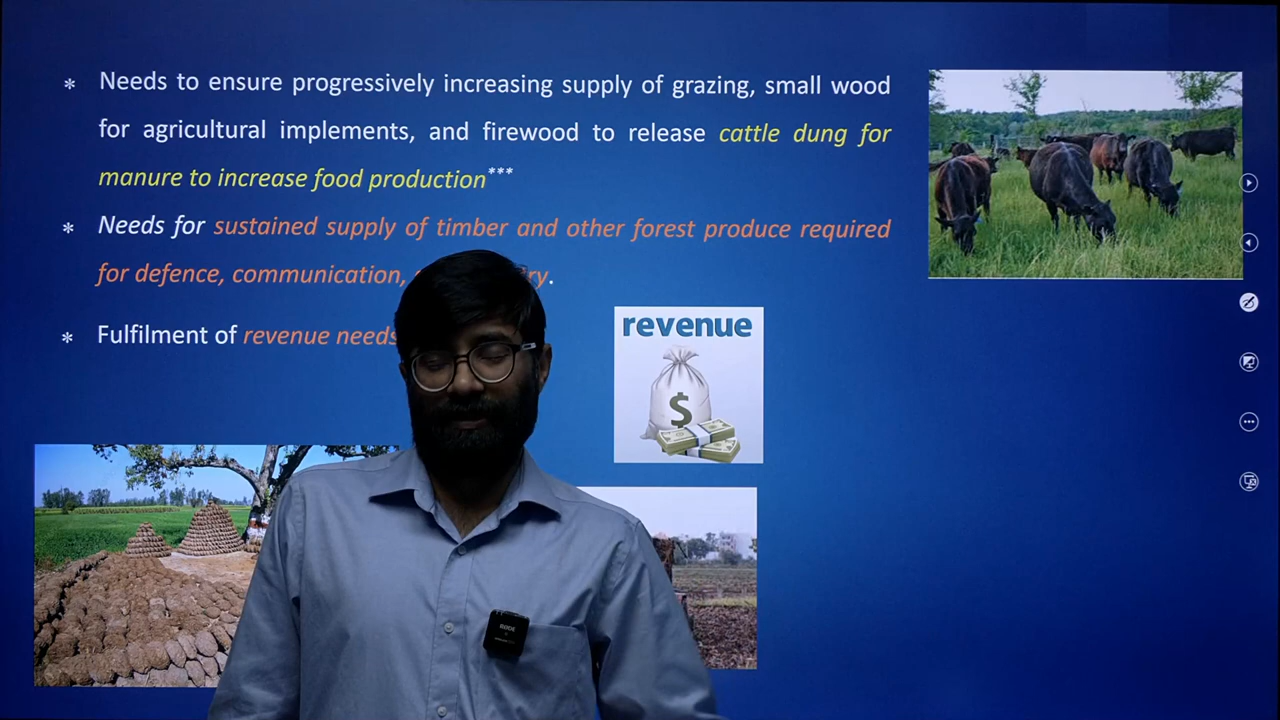 * Needs to ensure progressively increasing supply of grazing, small wood
for agricultural implements, and firewood to release cattle dung for
manure to increase food production***
* Needs for sustained supply of timber and other forest produce required
for defence, communication,
* Fulfilment of revenue needs
revenue
$
RODE